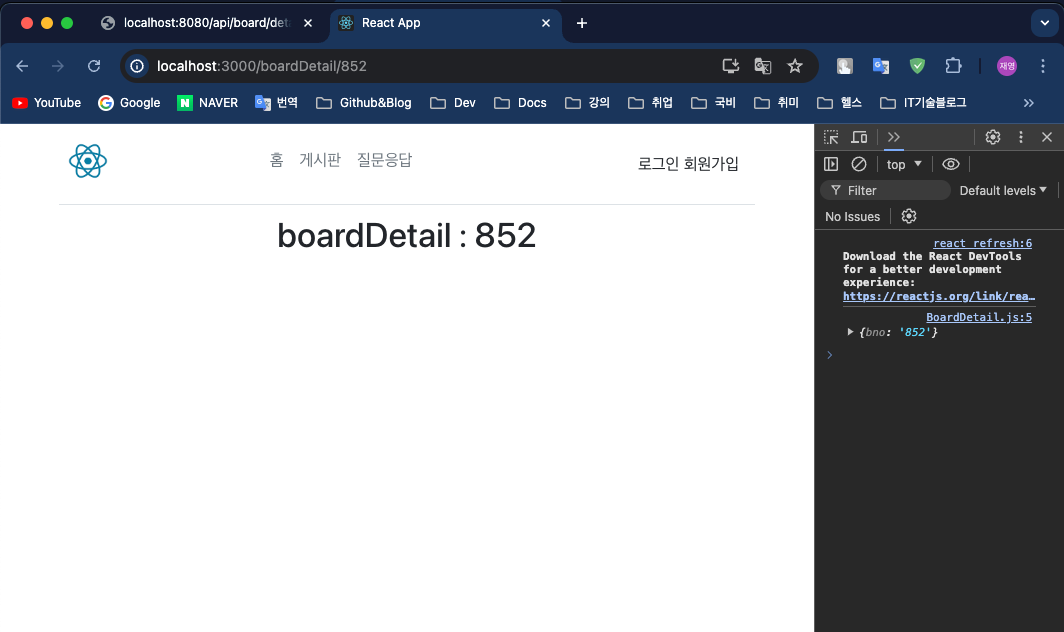 localhost:8080/api/board/det
React App
localhost:3000/boardDetail/852
재영
YouTube
Google
NAVER
번역
Github&Blog
Dev
Docs
강의
취업
국비
취미
헬스
IT기술블로그
홈 게시판 질문응답
로그인 회원가입
boardDetail : 852
top
Filter
Default levels
No Issues
react refresh:6
Download the React DevTools
for a better development
experience:
https://reactjs.org/link/rea…
BoardDetail.js:5
{bno: '852'}